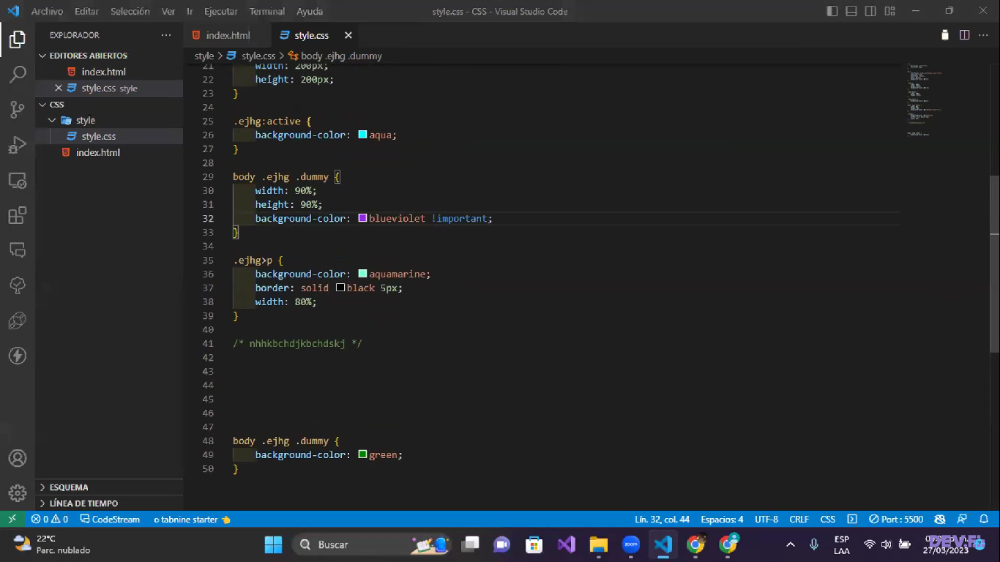 Archivo Editar Selección Ver Ir Ejecutar Terminal Ayuda style.css - CSS - Visual Studio Code
EXPLORADOR ··· index.html style.css
style > style.css > body .ejhg .dummy
EDITORES ABIERTOS
index.html
style.css style
CSS
style
style.css
index.html
21 width: 200px;
22 height: 200px;
23 }
24
25 .ejhg:active {
26 background-color: aqua;
27 }
28
29 body .ejhg .dummy {
30 width: 90%;
31 height: 90%;
32 background-color: blueviolet !important;
33 }
34
35 .ejhg>p {
36 background-color: aquamarine;
37 border: solid black 5px;
38 width: 80%;
39 }
40
41 /* nhhkbchdjkbchdskj */
42
43
44
45
46
47
48 body .ejhg .dummy {
49 background-color: green;
50 }
ESQUEMA
LÍNEA DE TIEMPO
0 0 CodeStream tabnine starter Lín. 32, col. 44 Espacios: 4 UTF-8 CRLF CSS Port : 5500
22°C
Parc. nublado
Buscar
zoom
ESP
LAA
27/03/2023
DEV.F